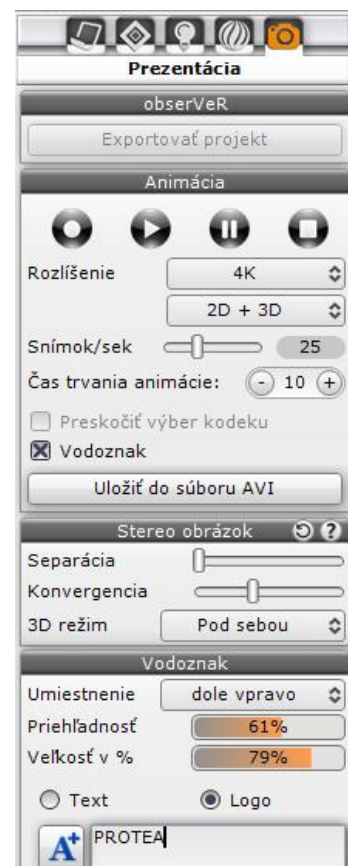 Prezentácia
obserVeR
Exportovať projekt
Animácia
Rozlíšenie 4K
2D + 3D
Snímok/sek 25
Čas trvania animácie: - 10 +
Preskočiť výber kodeku
Vodoznak
Uložiť do súboru AVI
Stereo obrázok ?
Separácia
Konvergencia
3D režim Pod sebou
Vodoznak
Umiestnenie dole vpravo
Priehľadnosť 61%
Veľkosť v % 79%
Text Logo
A+ PROTEA